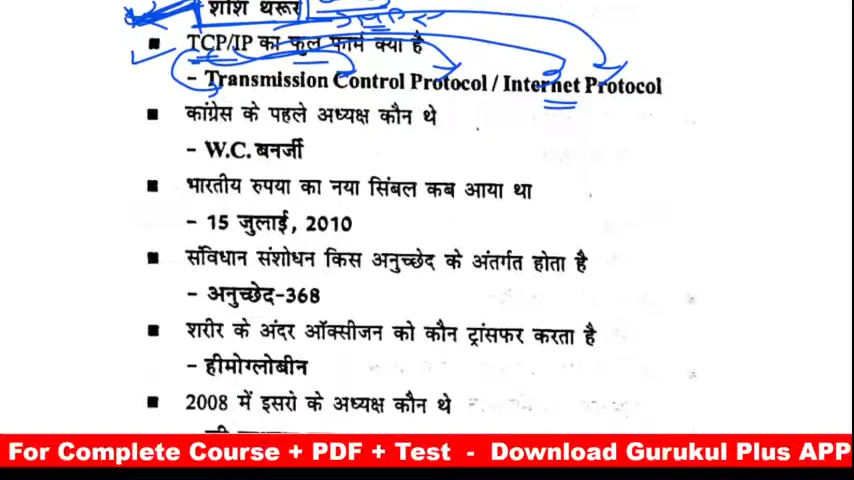 शशि थरूर
■ TCP/IP का कुल फार्म क्या है
- Transmission Control Protocol / Internet Protocol
■ कांग्रेस के पहले अध्यक्ष कौन थे
- W.C. बनर्जी
■ भारतीय रुपया का नया सिंबल कब आया था
- 15 जुलाई, 2010
■ संविधान संशोधन किस अनुच्छेद के अंतर्गत होता है
- अनुच्छेद-368
■ शरीर के अंदर ऑक्सीजन को कौन ट्रांसफर करता है
- हीमोग्लोबीन
■ 2008 में इसरो के अध्यक्ष कौन थे
For Complete Course + PDF + Test - Download Gurukul Plus APP